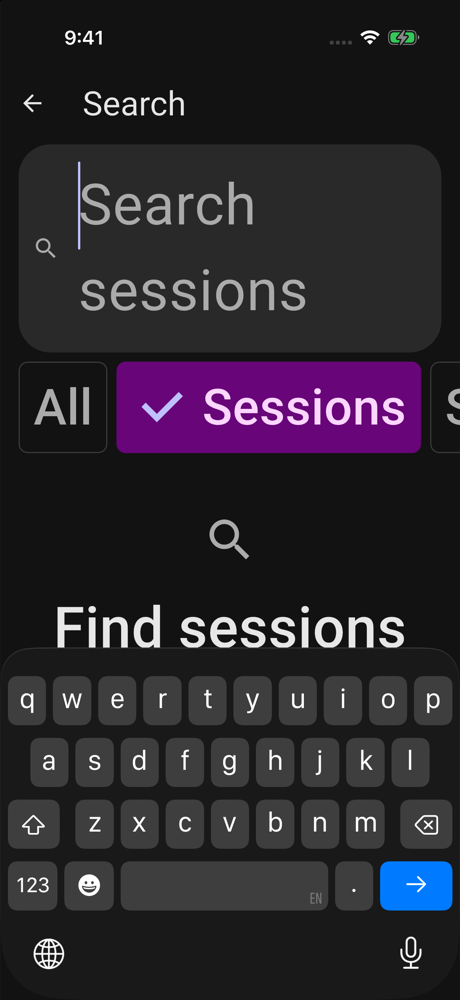 9:41
Search
Search
sessions
All
Sessions
S
Find sessions
q w e r t y u i o p
a s d f g h j k l
z x c v b n m
123
EN
.